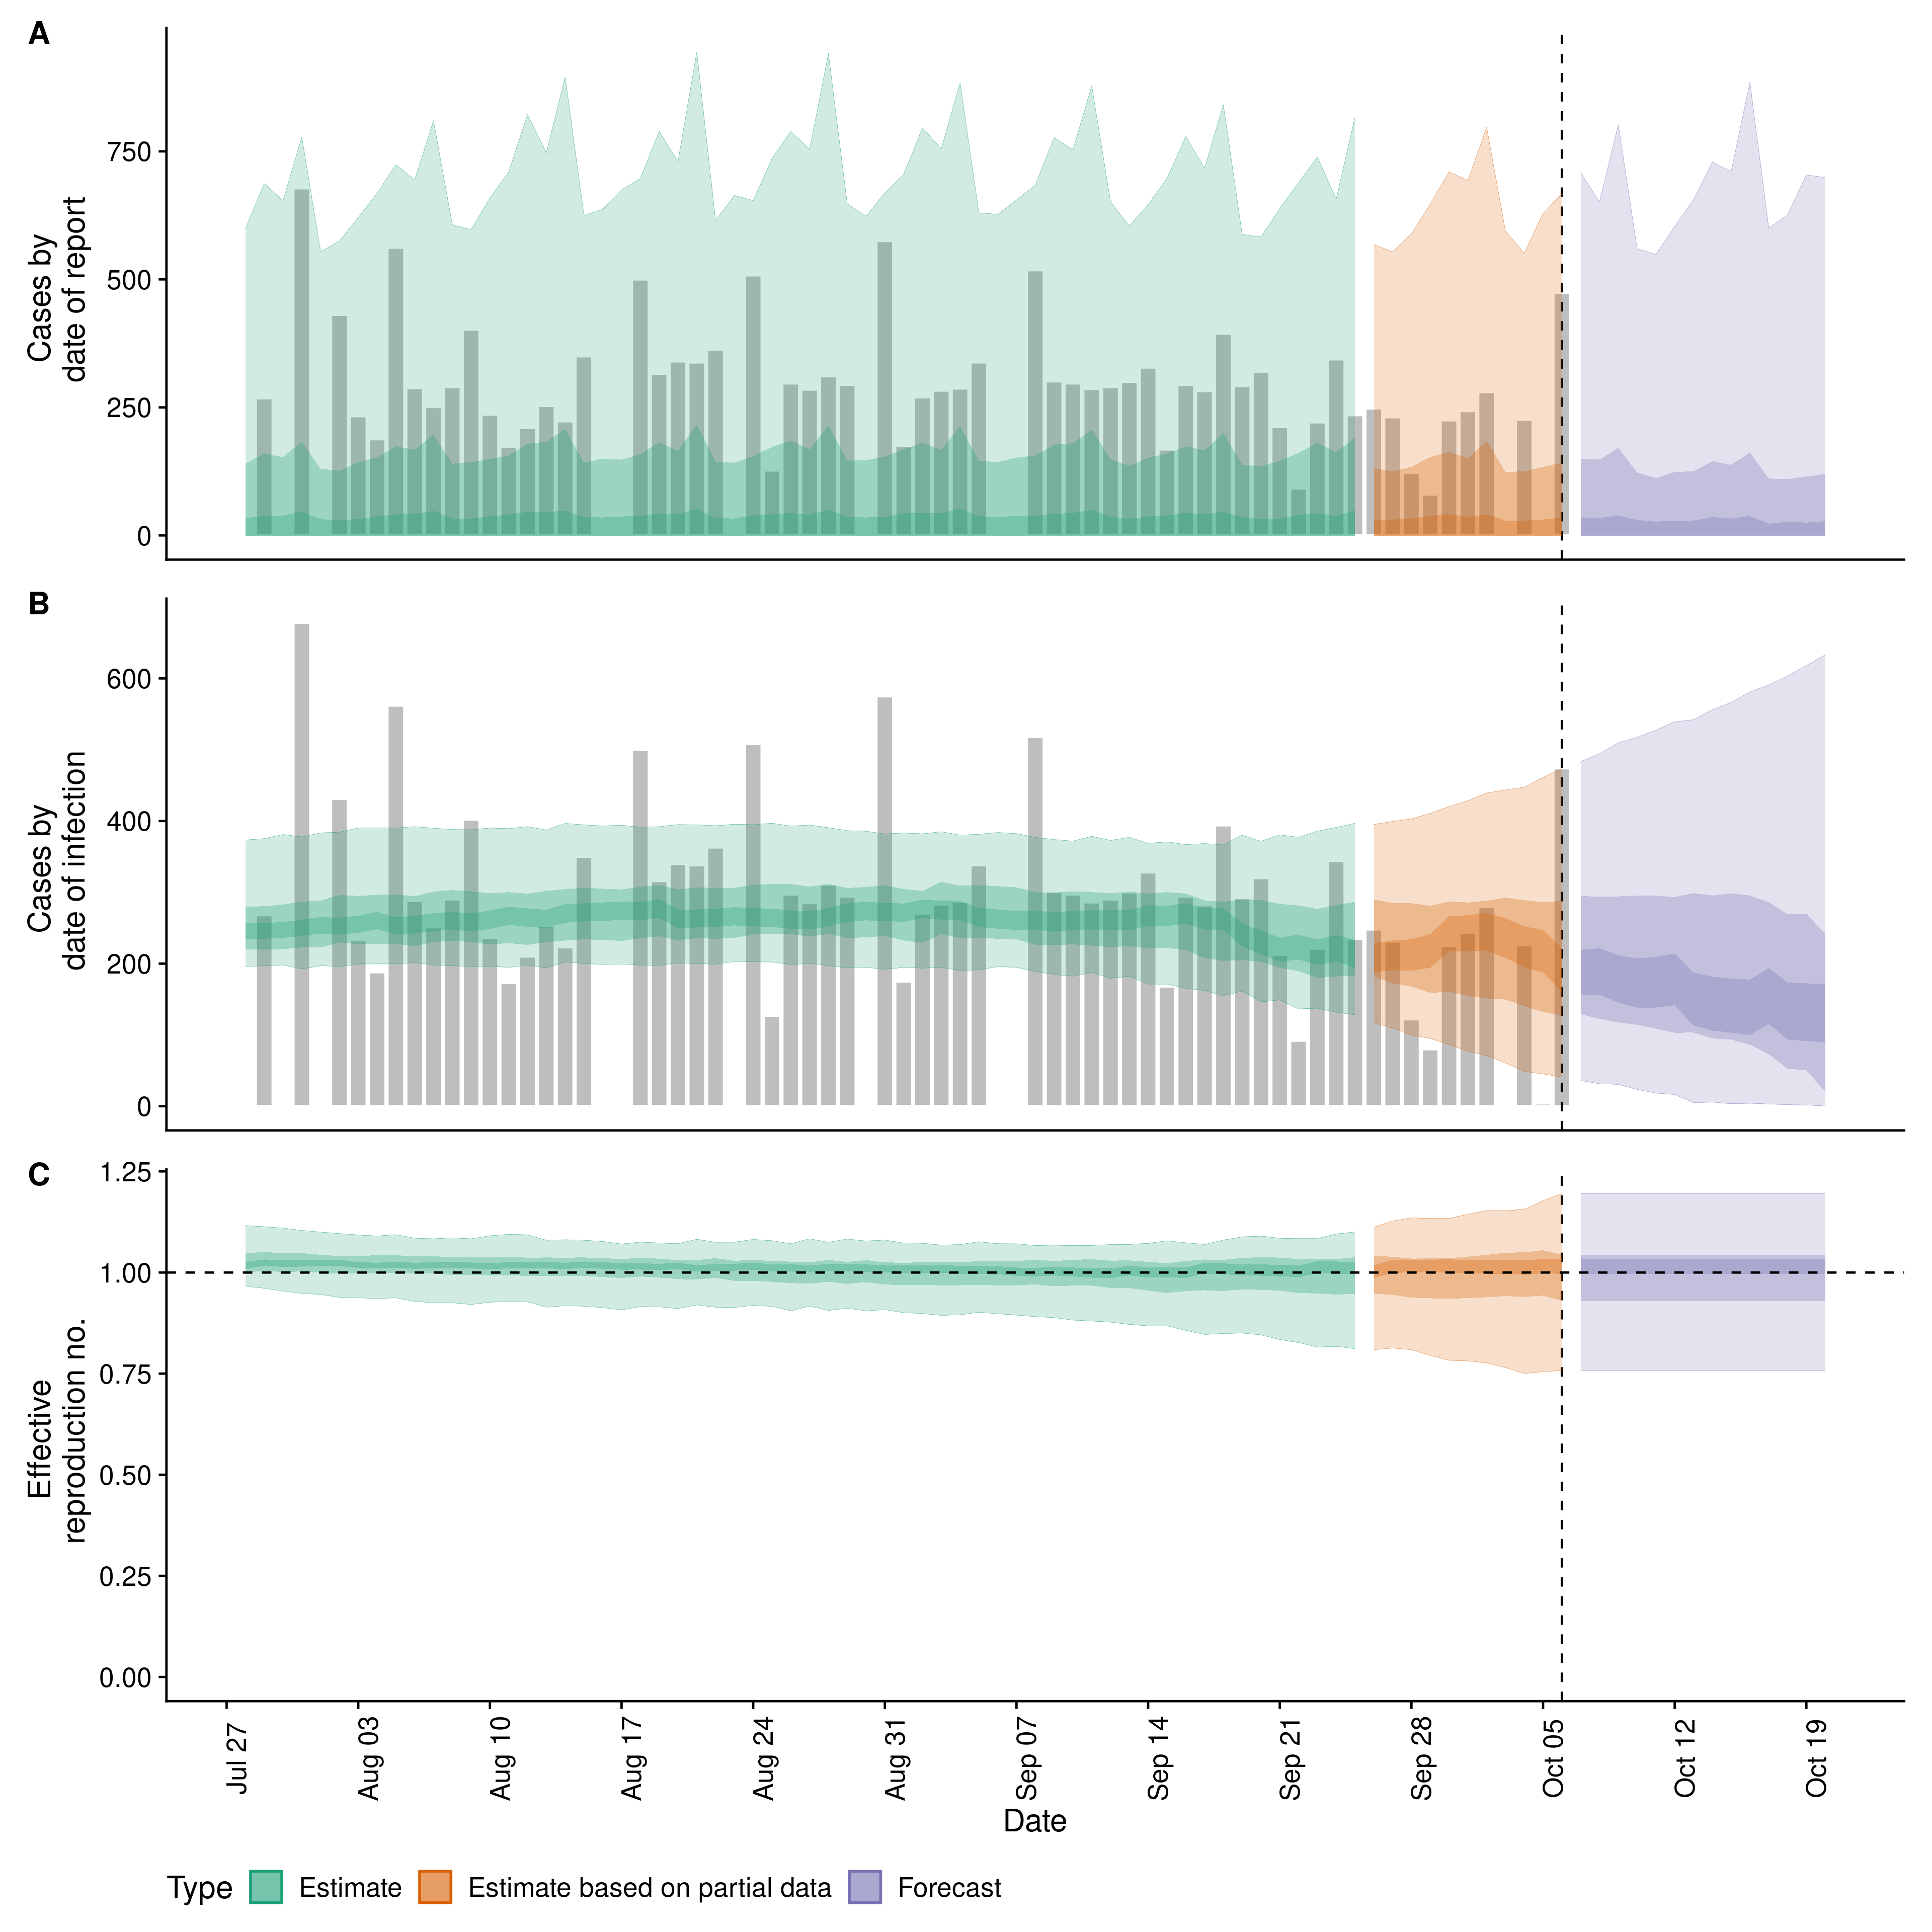 A
Cases by
date of report
750
500
250
0
B
Cases by
date of infection
600
400
200
0
C
Effective
reproduction no.
1.25
1.00
0.75
0.50
0.25
0.00
Jul 27
Aug 03
Aug 10
Aug 17
Aug 24
Aug 31
Sep 07
Sep 14
Sep 21
Sep 28
Oct 05
Oct 12
Oct 19
Date
Type Estimate Estimate based on partial data Forecast